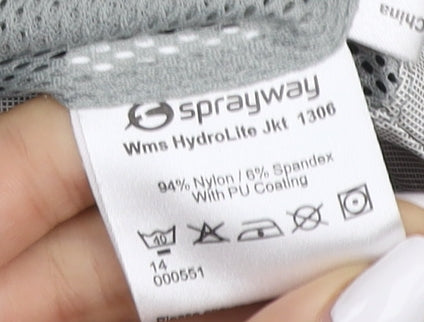 China
sprayway
Wms HydroLite Jkt 1306
94% Nylon / 6% Spandex
With PU Coating
40
14
000551